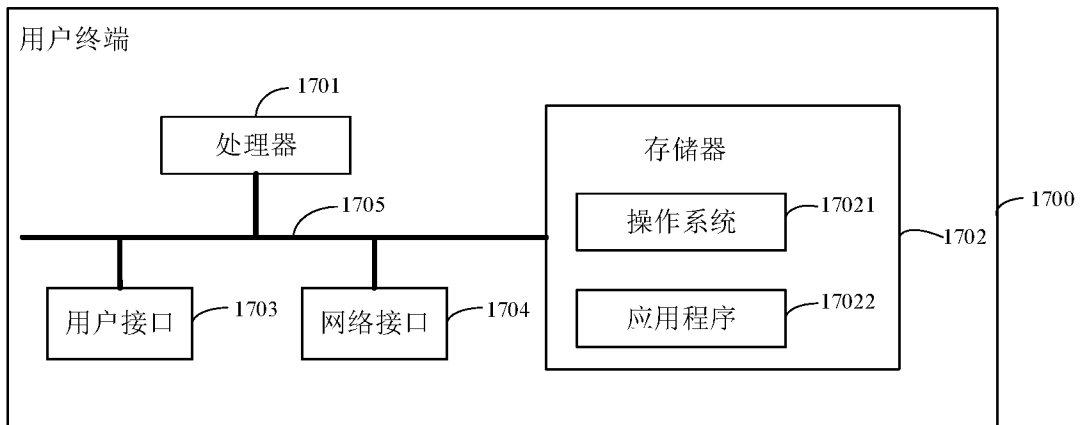 用户终端
1701
处理器
存储器
1705
操作系统
17021
1700
1702
用户接口
1703
网络接口
1704
应用程序
17022